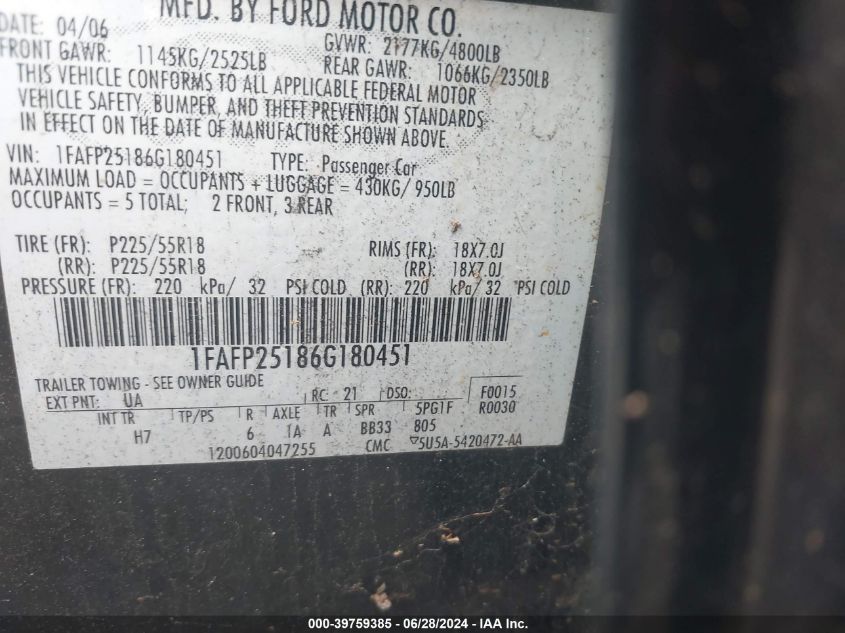 MFD. BY FORD MOTOR CO.
DATE: 04/06 GVWR: 2177KG/4800LB
FRONT GAWR: 1145KG/2525LB REAR GAWR: 1066KG/2350LB
THIS VEHICLE CONFORMS TO ALL APPLICABLE FEDERAL MOTOR
VEHICLE SAFETY, BUMPER, AND THEFT PREVENTION STANDARDS
IN EFFECT ON THE DATE OF MANUFACTURE SHOWN ABOVE.
VIN: 1FAFP25186G180451 TYPE: Passenger Car
MAXIMUM LOAD = OCCUPANTS + LUGGAGE = 430KG/ 950LB
OCCUPANTS = 5 TOTAL; 2 FRONT, 3 REAR
TIRE (FR): P225/55R18 RIMS (FR): 18X7.0J
(RR): P225/55R18 (RR): 18X7.0J
PRESSURE (FR): 220 kPa/ 32 PSI COLD (RR): 220 kPa/ 32 PSI COLD
1FAFP25186G180451
TRAILER TOWING - SEE OWNER GUIDE
EXT PNT: UA RC: 21 DSO: F0015
INT TR TP/PS R AXLE TR SPR 5PG1F R0030
H7 6 1A A BB33 805
1200604047255 CMC ▽5U5A-5420472-AA
000-39759385 - 06/28/2024 - IAA Inc.